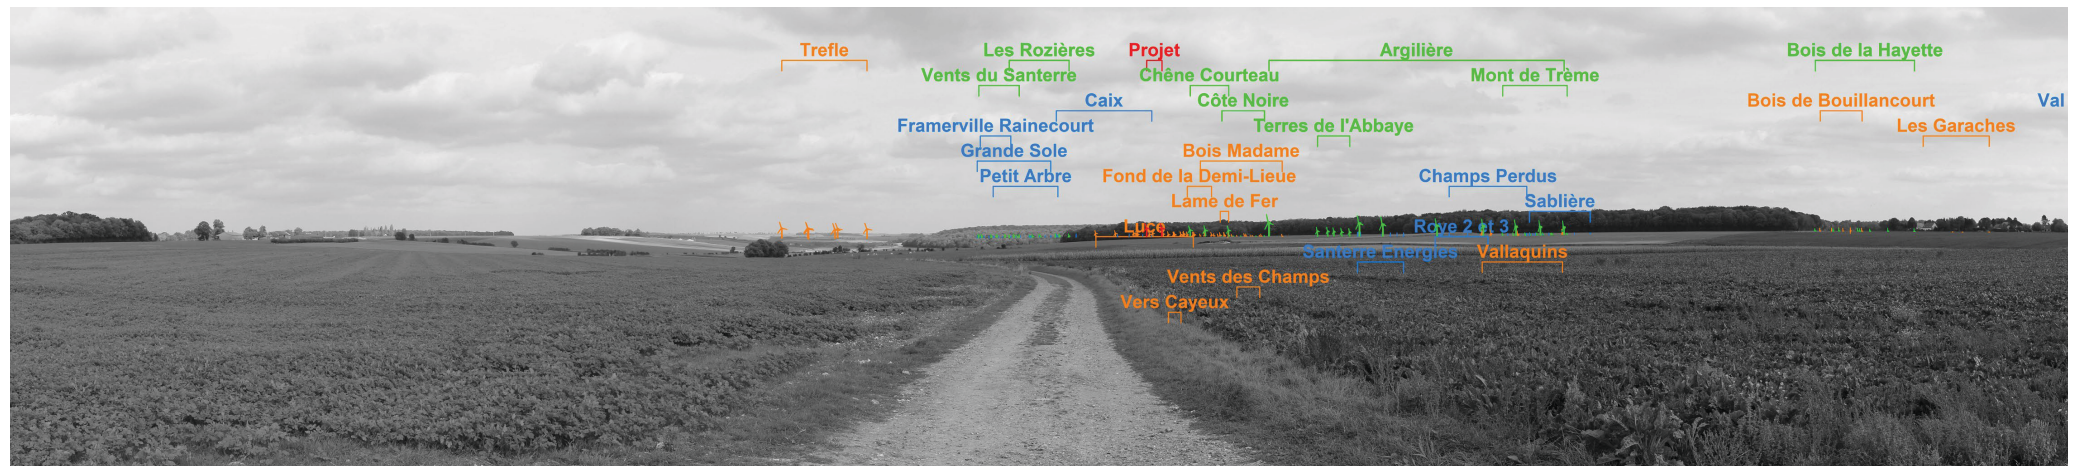 Trefle
Les Rozières
Projet
Argilière
Bois de la Hayette
Vents du Santerre
Chêne Courteau
Mont de Trème
Caix
Côte Noire
Bois de Bouillancourt
Val
Framerville Rainecourt
Terres de l'Abbaye
Les Garaches
Grande Sole
Bois Madame
Petit Arbre
Fond de la Demi-Lieue
Champs Perdus
Lame de Fer
Sablière
Luce
Roye 2 et 3
Santerre Energies
Vallaquins
Vents des Champs
Vers Cayeux